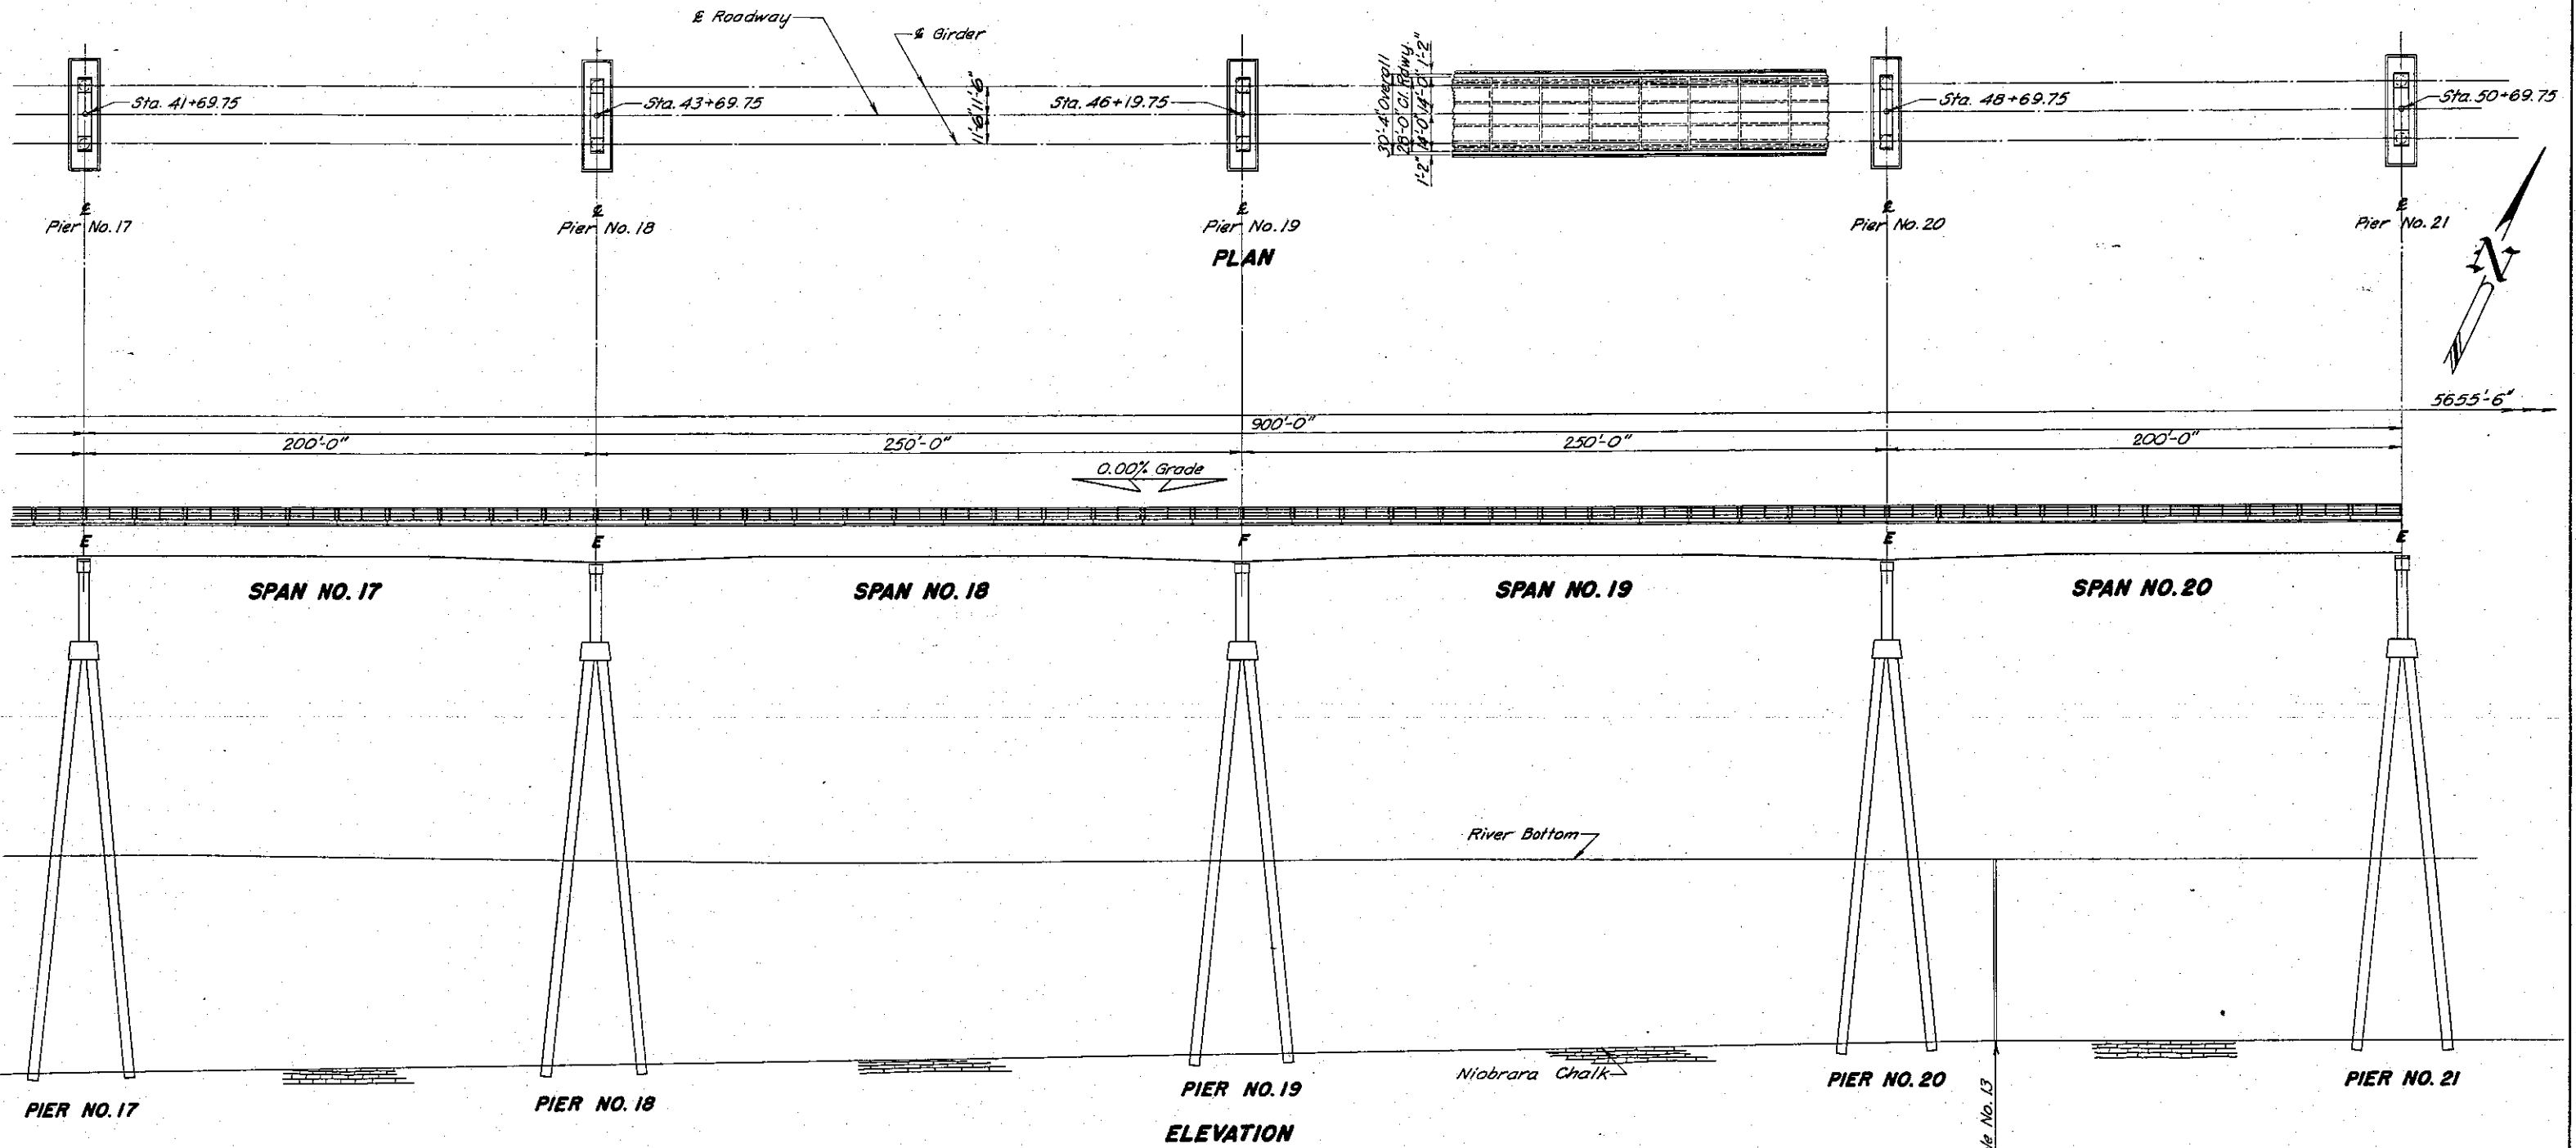 ℄ Roadway
℄ Girder
Sta. 41+69.75
Sta. 43+69.75
11'-6" 11'-6"
Sta. 46+19.75
30'-4" Overall
28'-0" Cl. Rdwy.
1'-2" 14'-0" 14'-0" 1'-2"
Sta. 48+69.75
Sta. 50+69.75
℄
Pier No. 17
℄
Pier No. 18
℄
Pier No. 19
℄
Pier No. 20
℄
Pier No. 21
PLAN
N
5655'-6"
900'-0"
200'-0"
250'-0"
250'-0"
200'-0"
0.00% Grade
E
E
F
E
E
SPAN NO. 17
SPAN NO. 18
SPAN NO. 19
SPAN NO. 20
River Bottom
Niobrara Chalk
PIER NO. 17
PIER NO. 18
PIER NO. 19
PIER NO. 20
PIER NO. 21
No. 13
ELEVATION